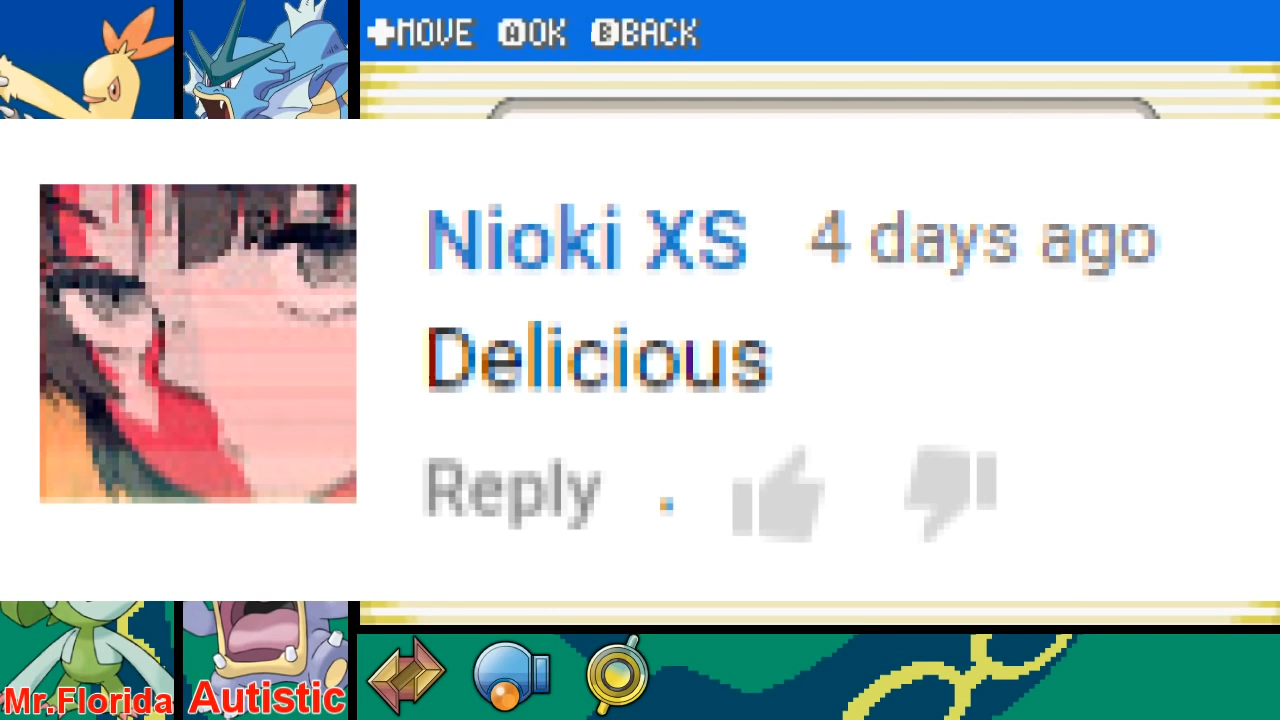 MOVE AOK BBACK
Nioki XS 4 days ago
Delicious
Reply
Mr.Florida Autistic